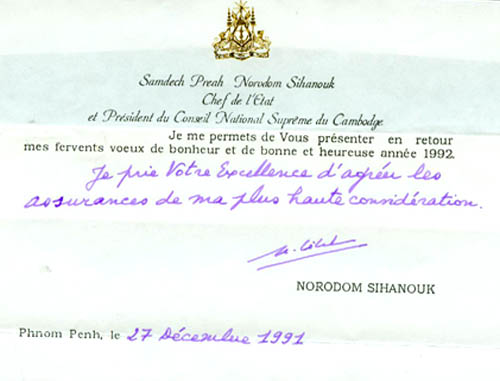 Samdech Preah Norodom Sihanouk
Chef de l'Etat
et Président du Conseil National Suprême du Cambodge
Je me permets de Vous présenter en retour
mes fervents voeux de bonheur et de bonne et heureuse année 1992.
Je prie Votre Excellence d'agréer les
assurances de ma plus haute considération.
NORODOM SIHANOUK
Phnom Penh, le 27 Décembre 1991